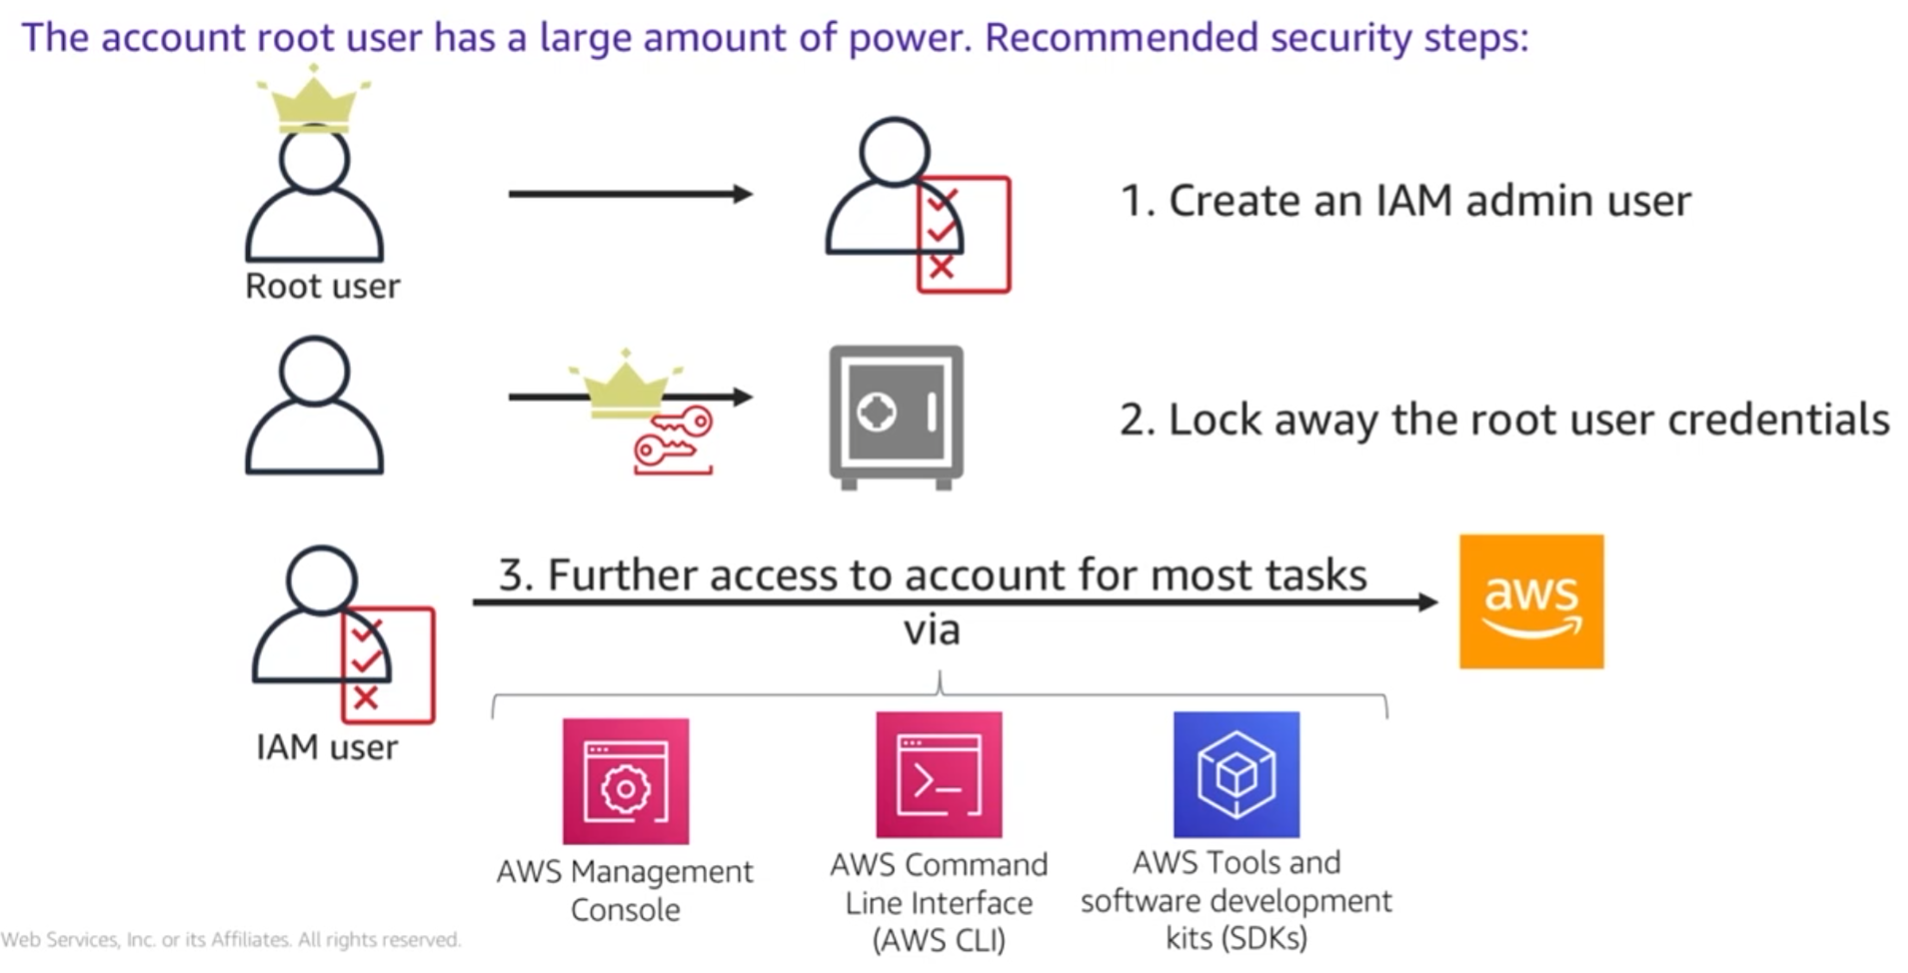 The account root user has a large amount of power. Recommended security steps:
Root user
1. Create an IAM admin user
2. Lock away the root user credentials
3. Further access to account for most tasks
via
aws
IAM user
AWS Management
Console
AWS Command
Line Interface
(AWS CLI)
AWS Tools and
software development
kits (SDKs)
Web Services, Inc. or its Affiliates. All rights reserved.